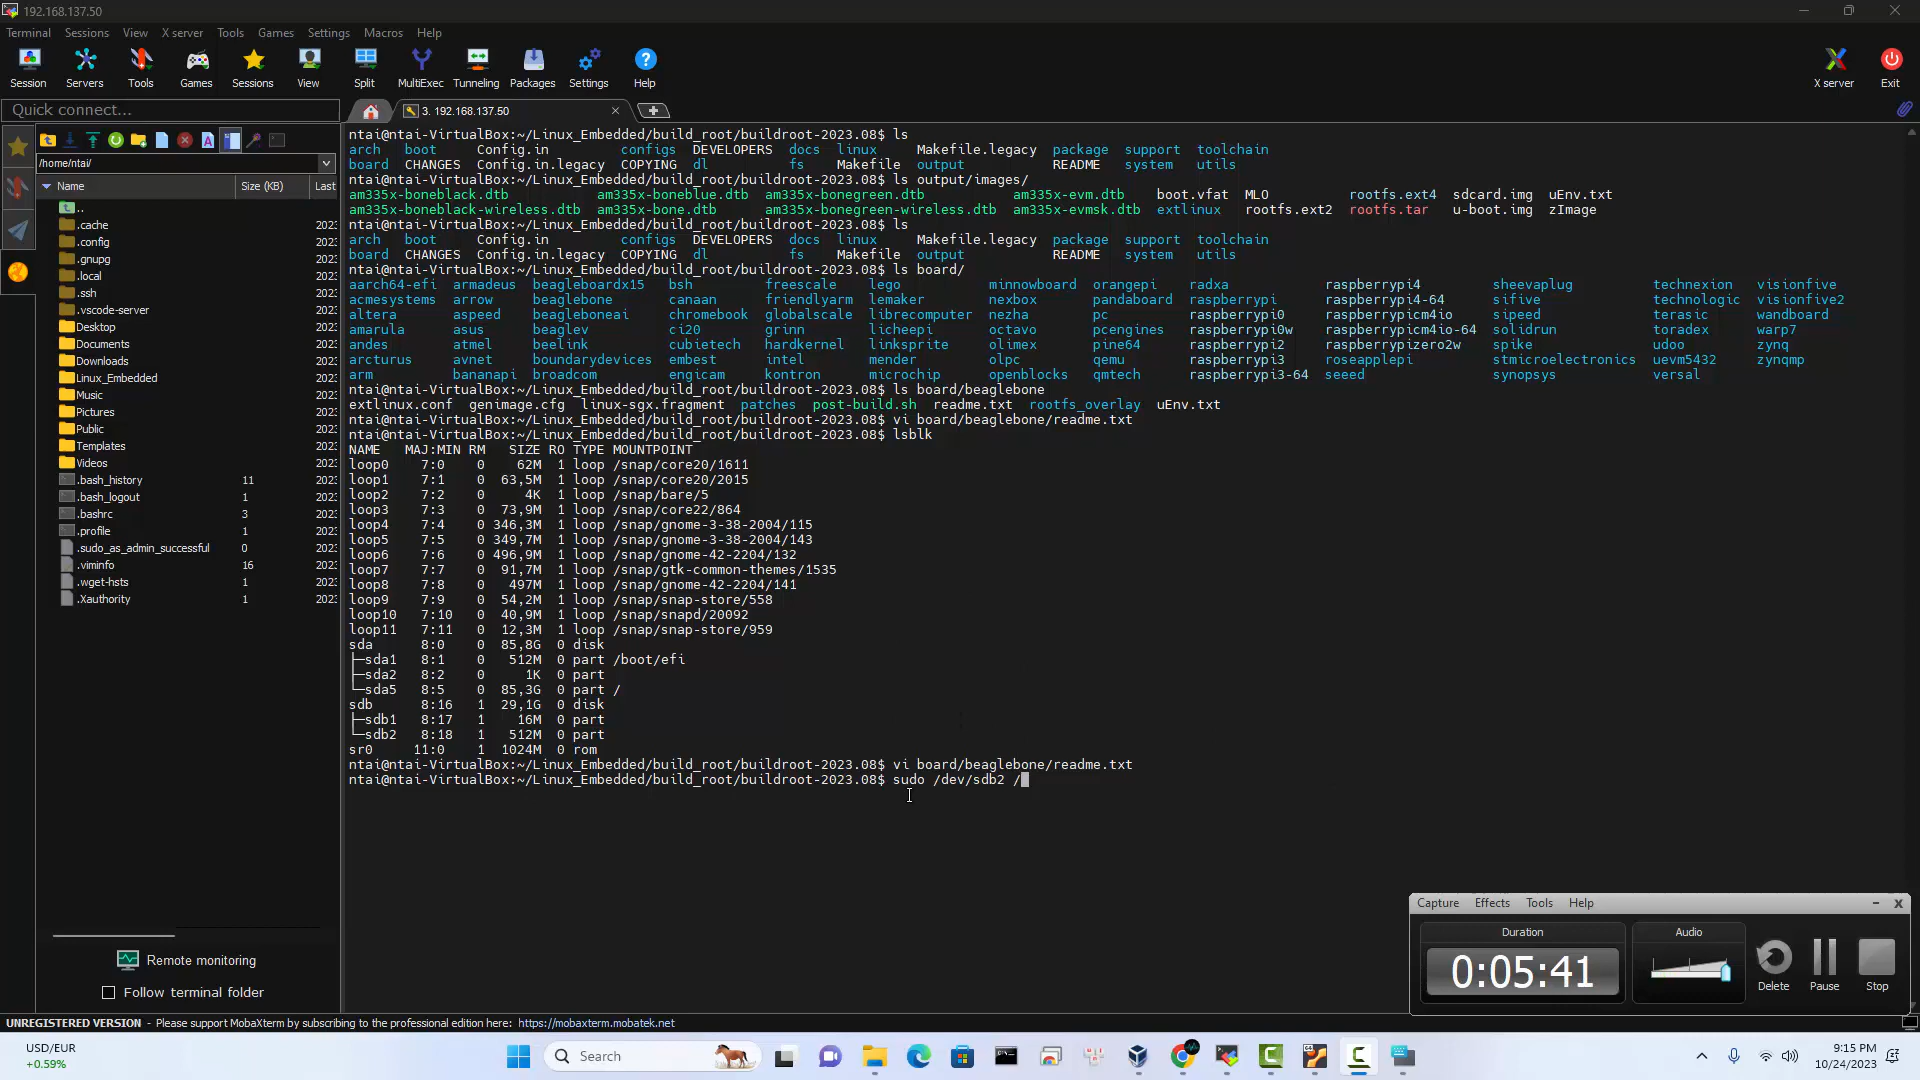 192.168.137.50
Terminal Sessions View X server Tools Games Settings Macros Help
Session Servers Tools Games Sessions View Split MultiExec Tunneling Packages Settings Help X server Exit
Quick connect...
3. 192.168.137.50
/home/ntai/
Name Size (KB) Last
..
.cache 2023
.config 2023
.gnupg 2023
.local 2023
.ssh 2023
.vscode-server 2023
Desktop 2023
Documents 2023
Downloads 2023
Linux_Embedded 2023
Music 2023
Pictures 2023
Public 2023
Templates 2023
Videos 2023
.bash_history 11 2023
.bash_logout 1 2023
.bashrc 3 2023
.profile 1 2023
.sudo_as_admin_successful 0 2023
.viminfo 16 2023
.wget-hsts 1 2023
.Xauthority 1 2023
Remote monitoring
Follow terminal folder
ntai@ntai-VirtualBox:~/Linux_Embedded/build_root/buildroot-2023.08$ ls
arch boot Config.in configs DEVELOPERS docs linux Makefile.legacy package support toolchain
board CHANGES Config.in.legacy COPYING dl fs Makefile output README system utils
ntai@ntai-VirtualBox:~/Linux_Embedded/build_root/buildroot-2023.08$ ls output/images/
am335x-boneblack.dtb am335x-boneblue.dtb am335x-bonegreen.dtb am335x-evm.dtb boot.vfat MLO rootfs.ext4 sdcard.img uEnv.txt
am335x-boneblack-wireless.dtb am335x-bone.dtb am335x-bonegreen-wireless.dtb am335x-evmsk.dtb extlinux rootfs.ext2 rootfs.tar u-boot.img zImage
ntai@ntai-VirtualBox:~/Linux_Embedded/build_root/buildroot-2023.08$ ls
arch boot Config.in configs DEVELOPERS docs linux Makefile.legacy package support toolchain
board CHANGES Config.in.legacy COPYING dl fs Makefile output README system utils
ntai@ntai-VirtualBox:~/Linux_Embedded/build_root/buildroot-2023.08$ ls board/
aarch64-efi armadeus beagleboardx15 bsh freescale lego minnowboard orangepi radxa raspberrypi4 sheevaplug technexion visionfive
acmesystems arrow beaglebone canaan friendlyarm lemaker nexbox pandaboard raspberrypi raspberrypi4-64 sifive technologic visionfive2
altera aspeed beagleboneai chromebook globalscale librecomputer nezha pc raspberrypi0 raspberrypicm4io sipeed terasic wandboard
amarula asus beaglev ci20 grinn licheepi octavo pcengines raspberrypi0w raspberrypicm4io-64 solidrun toradex warp7
andes atmel beelink cubietech hardkernel linksprite olimex pine64 raspberrypi2 raspberrypizero2w spike udoo zynq
arcturus avnet boundarydevices embest intel mender olpc qemu raspberrypi3 roseapplepi stmicroelectronics uevm5432 zynqmp
arm bananapi broadcom engicam kontron microchip openblocks qmtech raspberrypi3-64 seeed synopsys versal
ntai@ntai-VirtualBox:~/Linux_Embedded/build_root/buildroot-2023.08$ ls board/beaglebone
extlinux.conf genimage.cfg linux-sgx.fragment patches post-build.sh readme.txt rootfs_overlay uEnv.txt
ntai@ntai-VirtualBox:~/Linux_Embedded/build_root/buildroot-2023.08$ vi board/beaglebone/readme.txt
ntai@ntai-VirtualBox:~/Linux_Embedded/build_root/buildroot-2023.08$ lsblk
NAME MAJ:MIN RM SIZE RO TYPE MOUNTPOINT
loop0 7:0 0 62M 1 loop /snap/core20/1611
loop1 7:1 0 63,5M 1 loop /snap/core20/2015
loop2 7:2 0 4K 1 loop /snap/bare/5
loop3 7:3 0 73,9M 1 loop /snap/core22/864
loop4 7:4 0 346,3M 1 loop /snap/gnome-3-38-2004/115
loop5 7:5 0 349,7M 1 loop /snap/gnome-3-38-2004/143
loop6 7:6 0 496,9M 1 loop /snap/gnome-42-2204/132
loop7 7:7 0 91,7M 1 loop /snap/gtk-common-themes/1535
loop8 7:8 0 497M 1 loop /snap/gnome-42-2204/141
loop9 7:9 0 54,2M 1 loop /snap/snap-store/558
loop10 7:10 0 40,9M 1 loop /snap/snapd/20092
loop11 7:11 0 12,3M 1 loop /snap/snap-store/959
sda 8:0 0 85,8G 0 disk
├─sda1 8:1 0 512M 0 part /boot/efi
├─sda2 8:2 0 1K 0 part
└─sda5 8:5 0 85,3G 0 part /
sdb 8:16 1 29,1G 0 disk
├─sdb1 8:17 1 16M 0 part
└─sdb2 8:18 1 512M 0 part
sr0 11:0 1 1024M 0 rom
ntai@ntai-VirtualBox:~/Linux_Embedded/build_root/buildroot-2023.08$ vi board/beaglebone/readme.txt
ntai@ntai-VirtualBox:~/Linux_Embedded/build_root/buildroot-2023.08$ sudo /dev/sdb2 /
Capture Effects Tools Help
Duration Audio
0:05:41
Delete Pause Stop
UNREGISTERED VERSION - Please support MobaXterm by subscribing to the professional edition here: https://mobaxterm.mobatek.net
USD/EUR
+0.59%
Search
9:15 PM
10/24/2023